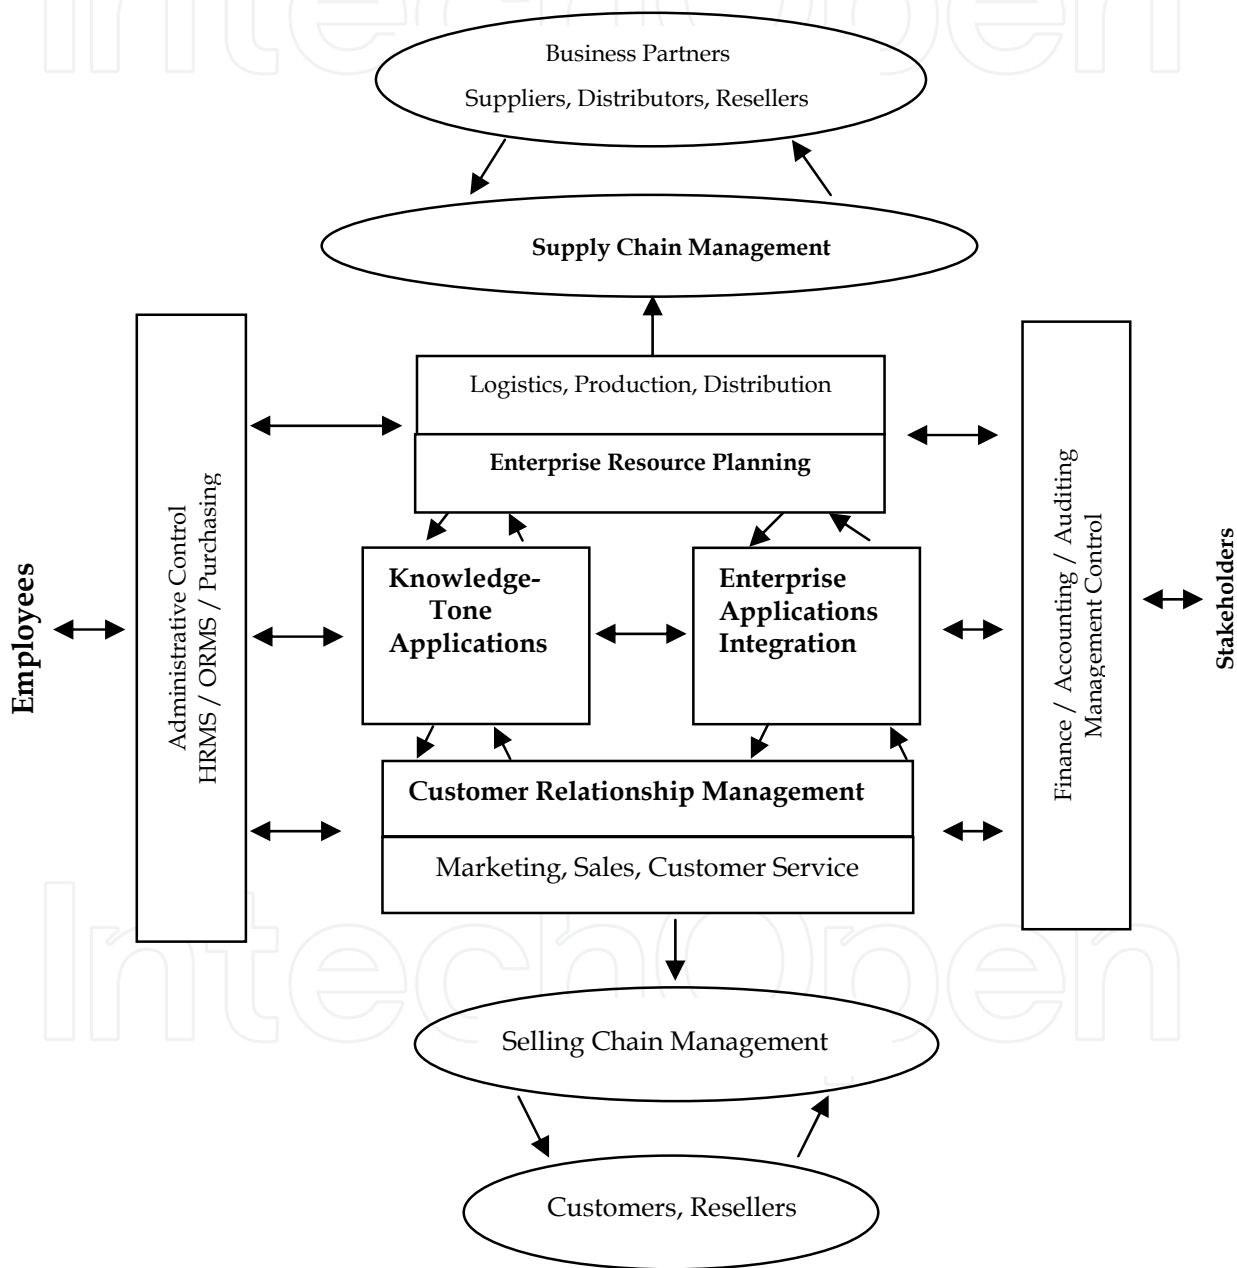 IntechOpen
Business Partners
Suppliers, Distributors, Resellers
Supply Chain Management
Logistics, Production, Distribution
Enterprise Resource Planning
Employees
Administrative Control
HRMS / ORMS / Purchasing
Knowledge-
Tone
Applications
Enterprise
Applications
Integration
Finance / Accounting / Auditing
Management Control
Stakeholders
Customer Relationship Management
Marketing, Sales, Customer Service
IntechOpen
Selling Chain Management
Customers, Resellers